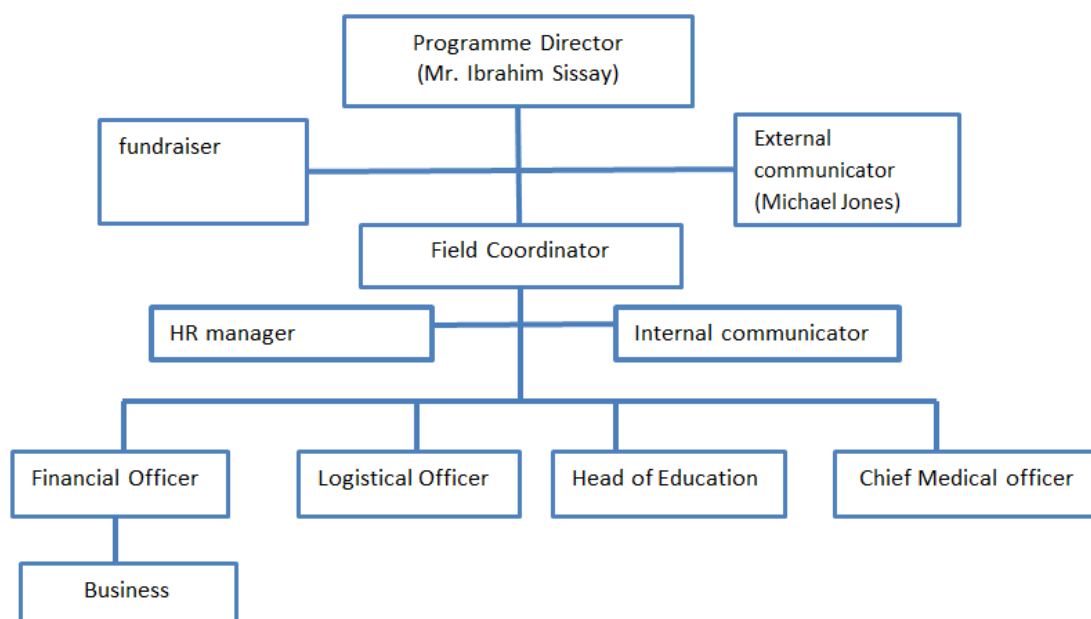 Programme Director
(Mr. Ibrahim Sissay)
fundraiser
External
communicator
(Michael Jones)
Field Coordinator
HR manager
Internal communicator
Financial Officer
Logistical Officer
Head of Education
Chief Medical officer
Business